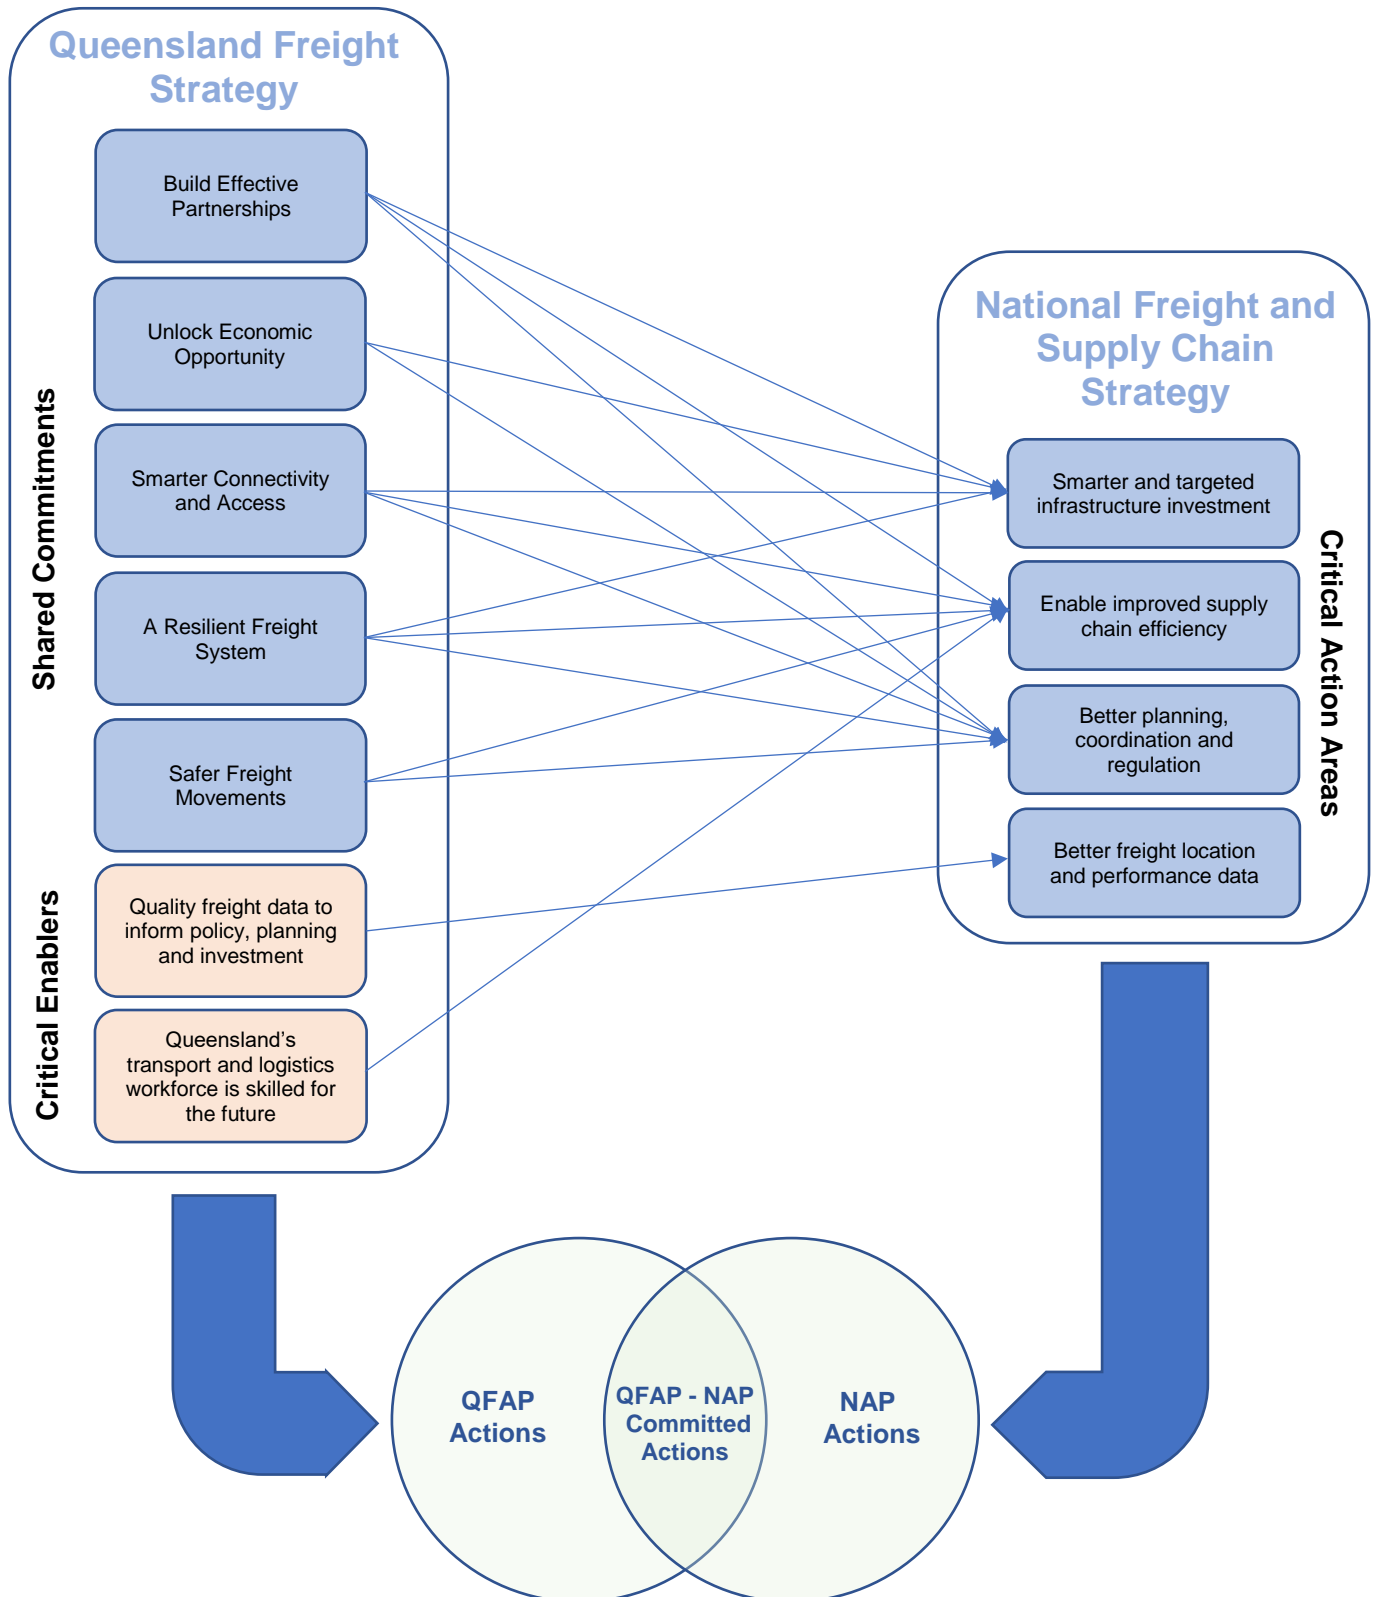 Queensland Freight
Strategy
Shared Commitments
Build Effective
Partnerships
Unlock Economic
Opportunity
Smarter Connectivity
and Access
A Resilient Freight
System
Safer Freight
Movements
Critical Enablers
Quality freight data to
inform policy, planning
and investment
Queensland’s
transport and logistics
workforce is skilled for
the future
National Freight and
Supply Chain
Strategy
Smarter and targeted
infrastructure investment
Enable improved supply
chain efficiency
Better planning,
coordination and
regulation
Better freight location
and performance data
Critical Action Areas
QFAP
Actions
QFAP - NAP
Committed
Actions
NAP
Actions